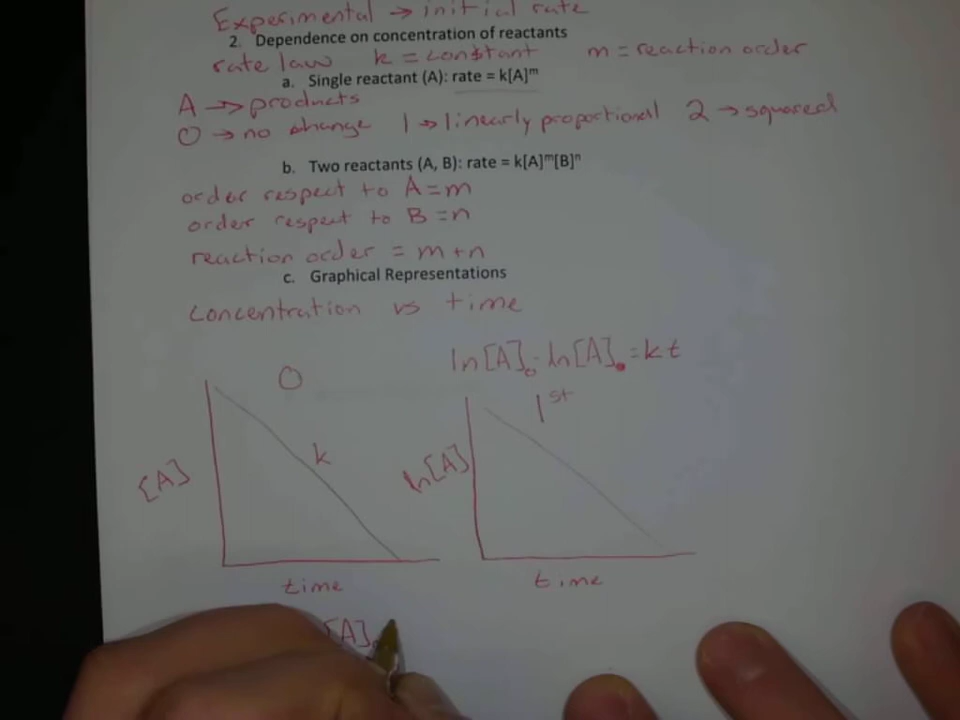 Experimental → initial rate
2. Dependence on concentration of reactants
rate law k = constant m = reaction order
a. Single reactant (A): rate = k[A]ᵐ
A → products
0 → no change 1 → linearly proportional 2 → squared
b. Two reactants (A, B): rate = k[A]ᵐ[B]ⁿ
order respect to A = m
order respect to B = n
reaction order = m + n
c. Graphical Representations
concentration vs time
ln[A]₀ - ln[A] = kt
0
1st
[A]
k
ln[A]
time
time
[A]